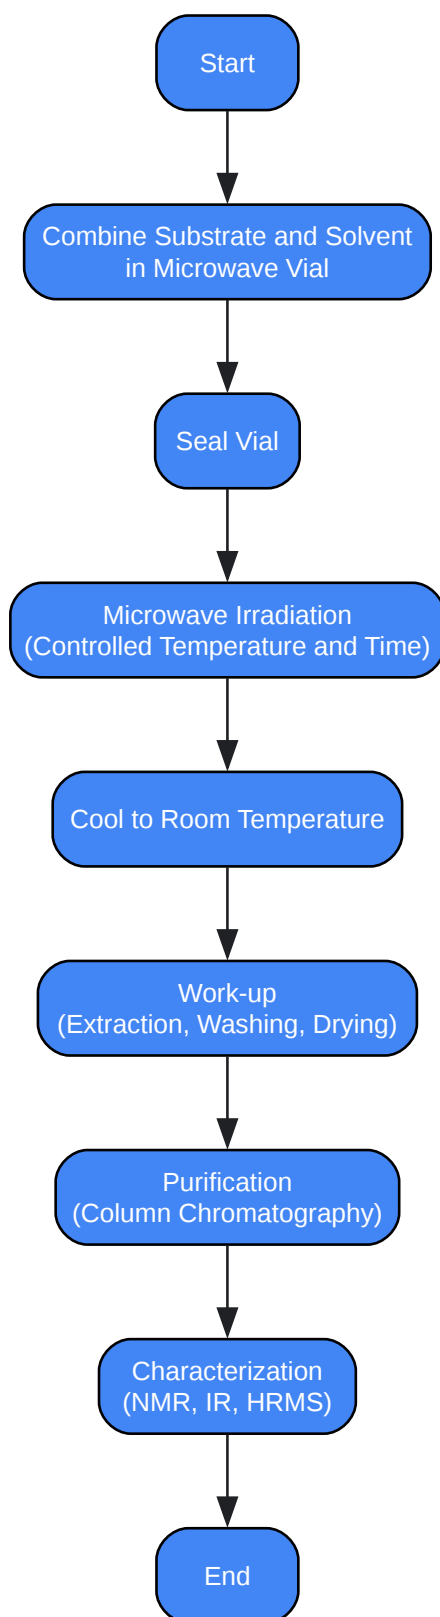 Start
Combine Substrate and Solvent
in Microwave Vial
Seal Vial
Microwave Irradiation
(Controlled Temperature and Time)
Cool to Room Temperature
Work-up
(Extraction, Washing, Drying)
Purification
(Column Chromatography)
Characterization
(NMR, IR, HRMS)
End